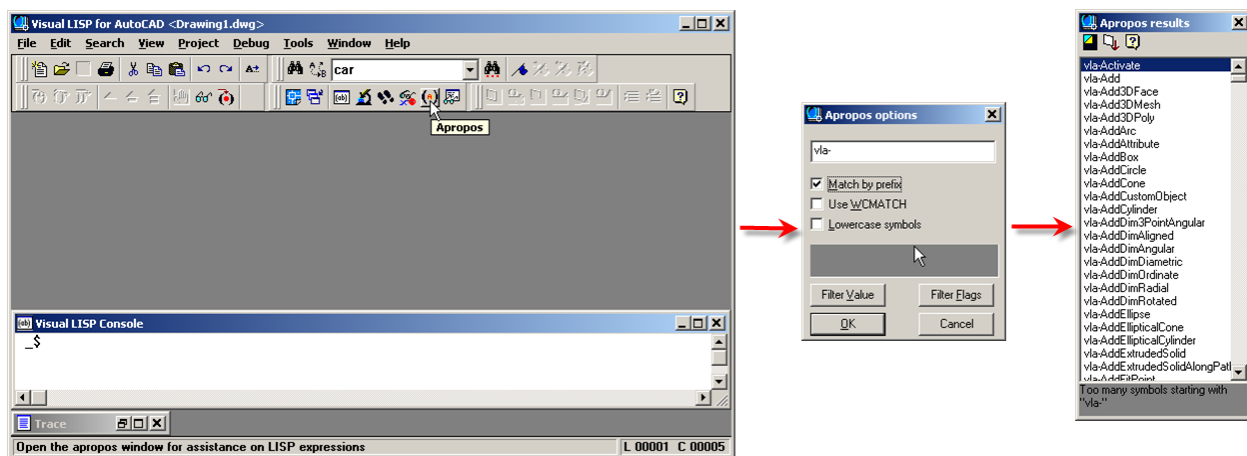 Visual LISP for AutoCAD <Drawing1.dwg>
File Edit Search View Project Debug Tools Window Help
car
Apropos
Visual LISP Console
_$
Trace
Open the apropos window for assistance on LISP expressions
L 00001 C 00005
Apropos options
vla-
Match by prefix
Use WCMATCH
Lowercase symbols
Filter Value
Filter Flags
OK
Cancel
Apropos results
vla-Activate
vla-Add
vla-Add3DFace
vla-Add3DMesh
vla-Add3DPoly
vla-AddArc
vla-AddAttribute
vla-AddBox
vla-AddCircle
vla-AddCone
vla-AddCustomObject
vla-AddCylinder
vla-AddDim3PointAngular
vla-AddDimAligned
vla-AddDimAngular
vla-AddDimDiametric
vla-AddDimOrdinate
vla-AddDimRadial
vla-AddDimRotated
vla-AddEllipse
vla-AddEllipticalCone
vla-AddEllipticalCylinder
vla-AddExtrudedSolid
vla-AddExtrudedSolidAlongPatl
vla-AddFitPoint
Too many symbols starting with
"vla-"